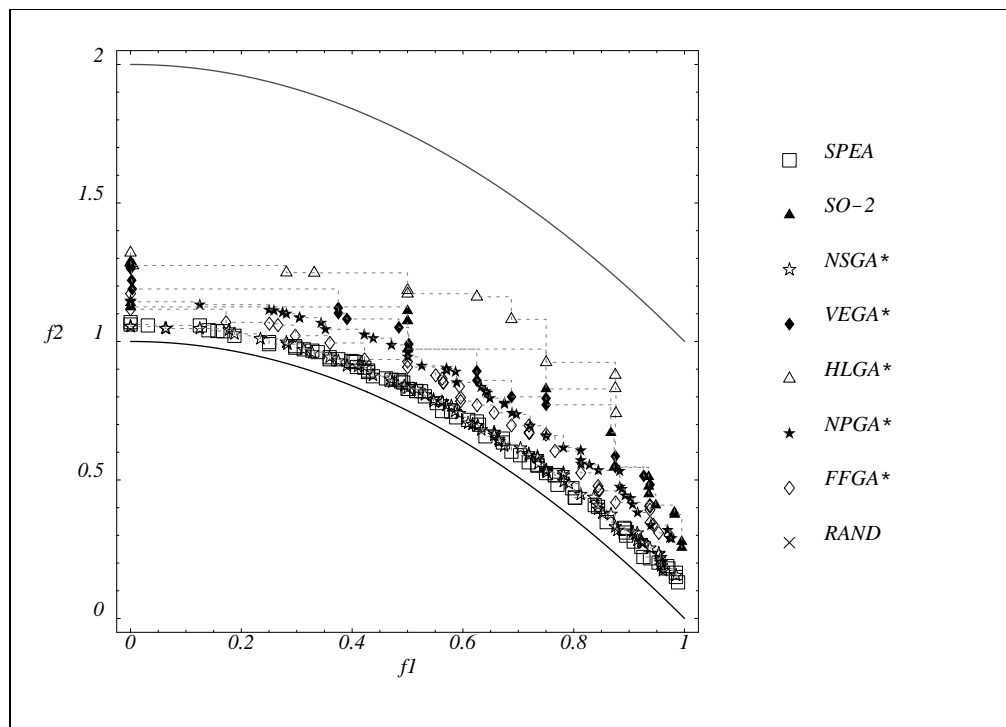 2
1.5
1
0.5
0
f2
0
0.2
0.4
0.6
0.8
1
f1
SPEA
SO-2
NSGA*
VEGA*
HLGA*
NPGA*
FFGA*
RAND